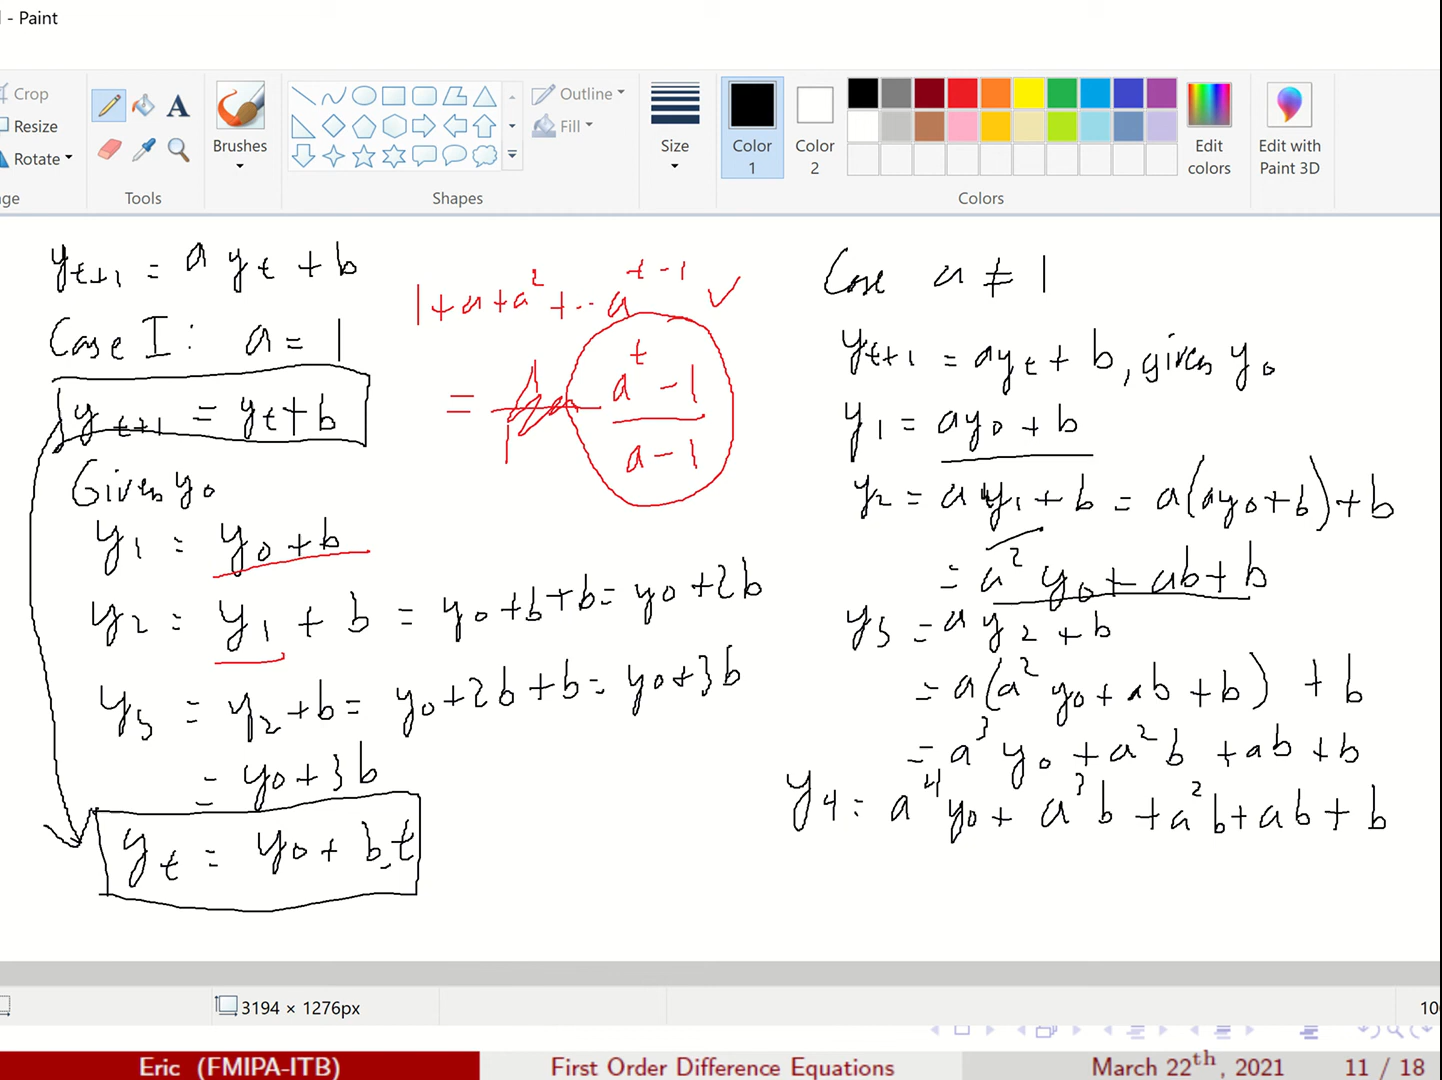 - Paint
Crop
Resize
Rotate
ge
Tools
Brushes
Shapes
Outline
Fill
Size
Color 1
Color 2
Colors
Edit colors
Edit with Paint 3D
y_{t+1} = a y_t + b
Case I : a = 1
y_{t+1} = y_t + b
Given y_0
y_1 = y_0 + b
y_2 = y_1 + b = y_0 + b + b = y_0 + 2b
y_3 = y_2 + b = y_0 + 2b + b = y_0 + 3b
= y_0 + 3b
y_t = y_0 + b.t
1 + a + a^2 + ... a^{t-1} ✓
= \frac{a^t - 1}{a - 1}
Case a ≠ 1
y_{t+1} = a y_t + b, given y_0
y_1 = a y_0 + b
y_2 = a y_1 + b = a(a y_0 + b) + b
= a^2 y_0 + ab + b
y_3 = a y_2 + b
= a(a^2 y_0 + ab + b) + b
= a^3 y_0 + a^2 b + ab + b
y_4 = a^4 y_0 + a^3 b + a^2 b + ab + b
3194 × 1276px
10
Eric (FMIPA-ITB)
First Order Difference Equations
March 22th, 2021
11 / 18